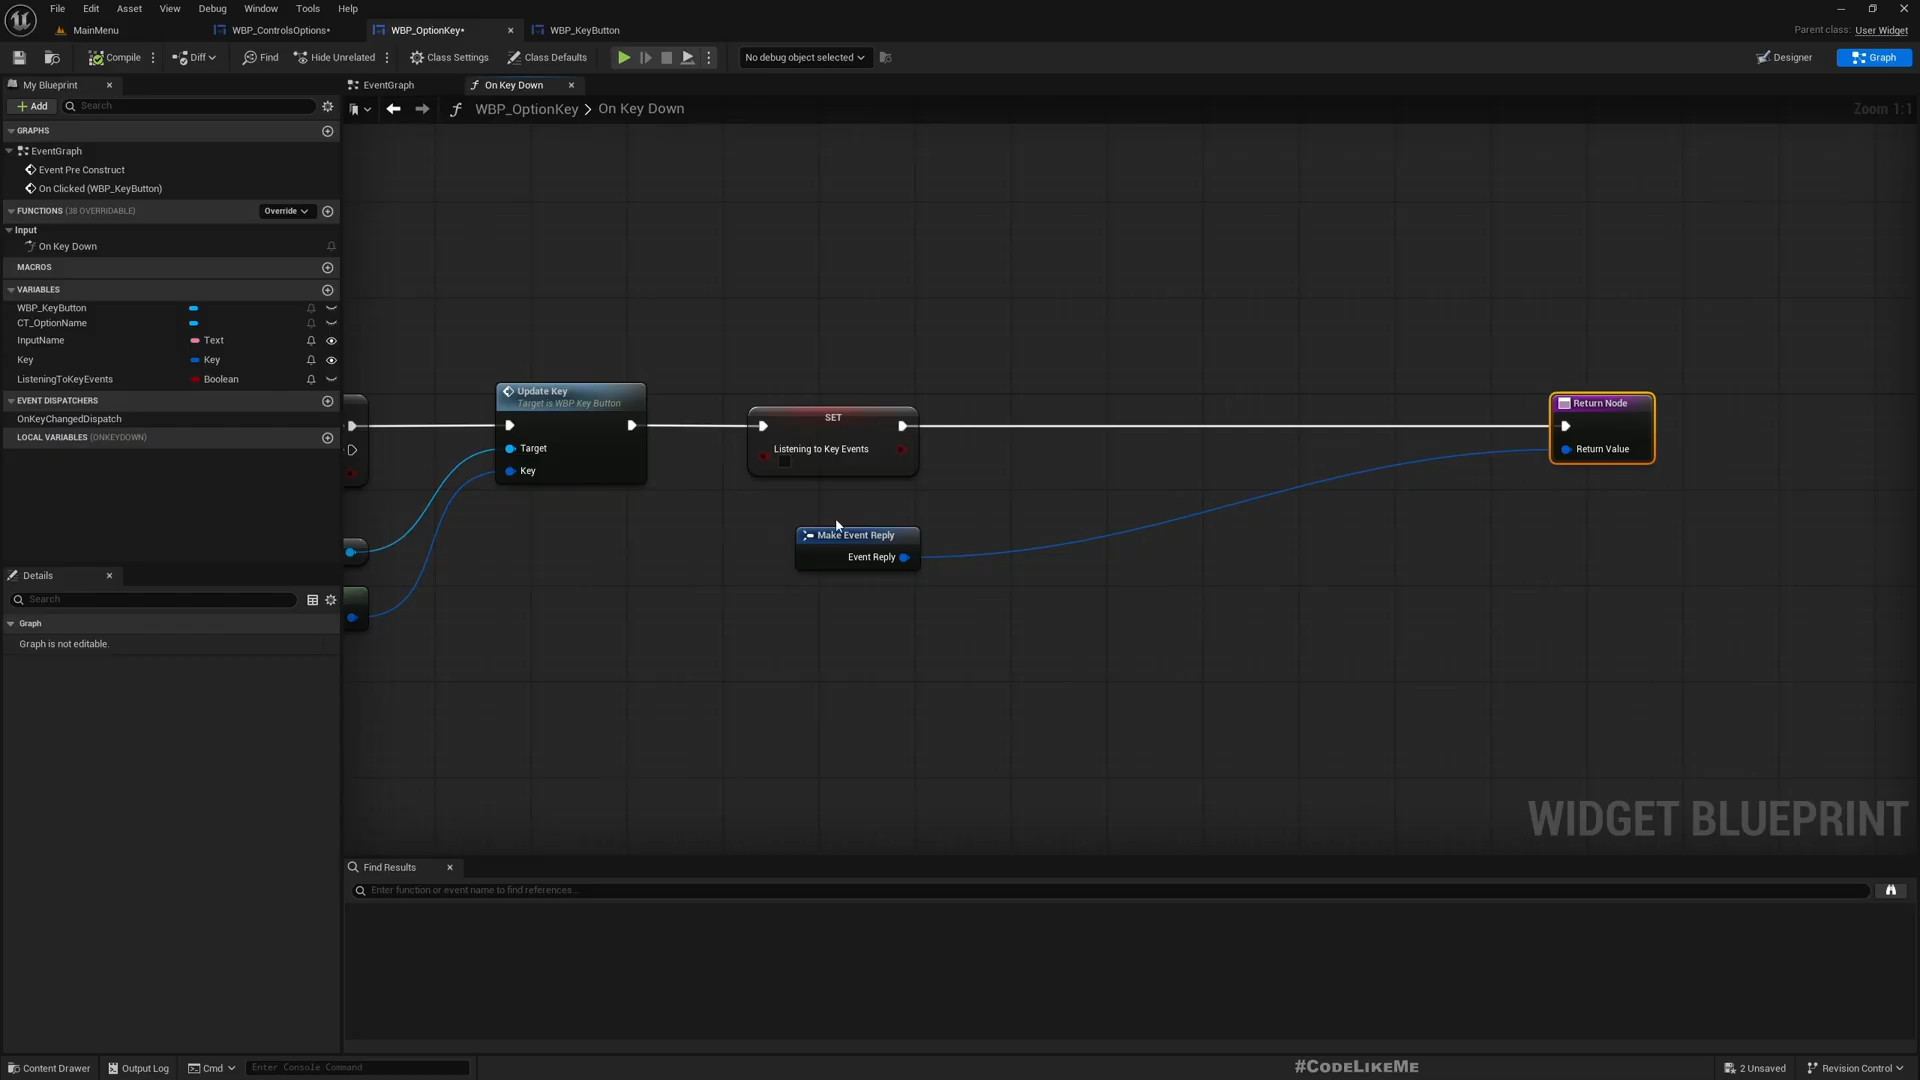 File Edit Asset View Debug Window Tools Help
MainMenu WBP_ControlsOptions* WBP_OptionKey* WBP_KeyButton
Parent class: User Widget
Compile Diff Find Hide Unrelated Class Settings Class Defaults No debug object selected Designer Graph
My Blueprint EventGraph On Key Down
Add Search WBP_OptionKey > On Key Down Zoom 1:1
GRAPHS
EventGraph
Event Pre Construct
On Clicked (WBP_KeyButton)
FUNCTIONS (38 OVERRIDABLE) Override
Input
On Key Down
MACROS
VARIABLES
WBP_KeyButton
CT_OptionName
InputName Text
Key Key
ListeningToKeyEvents Boolean
EVENT DISPATCHERS
OnKeyChangedDispatch
LOCAL VARIABLES (ONKEYDOWN)
Update Key
Target is WBP Key Button
Target
Key
SET
Listening to Key Events
Make Event Reply
Event Reply
Return Node
Return Value
Details
Search
Graph
Graph is not editable.
WIDGET BLUEPRINT
Find Results
Enter function or event name to find references...
Content Drawer Output Log Cmd Enter Console Command #CODELIKEME 2 Unsaved Revision Control